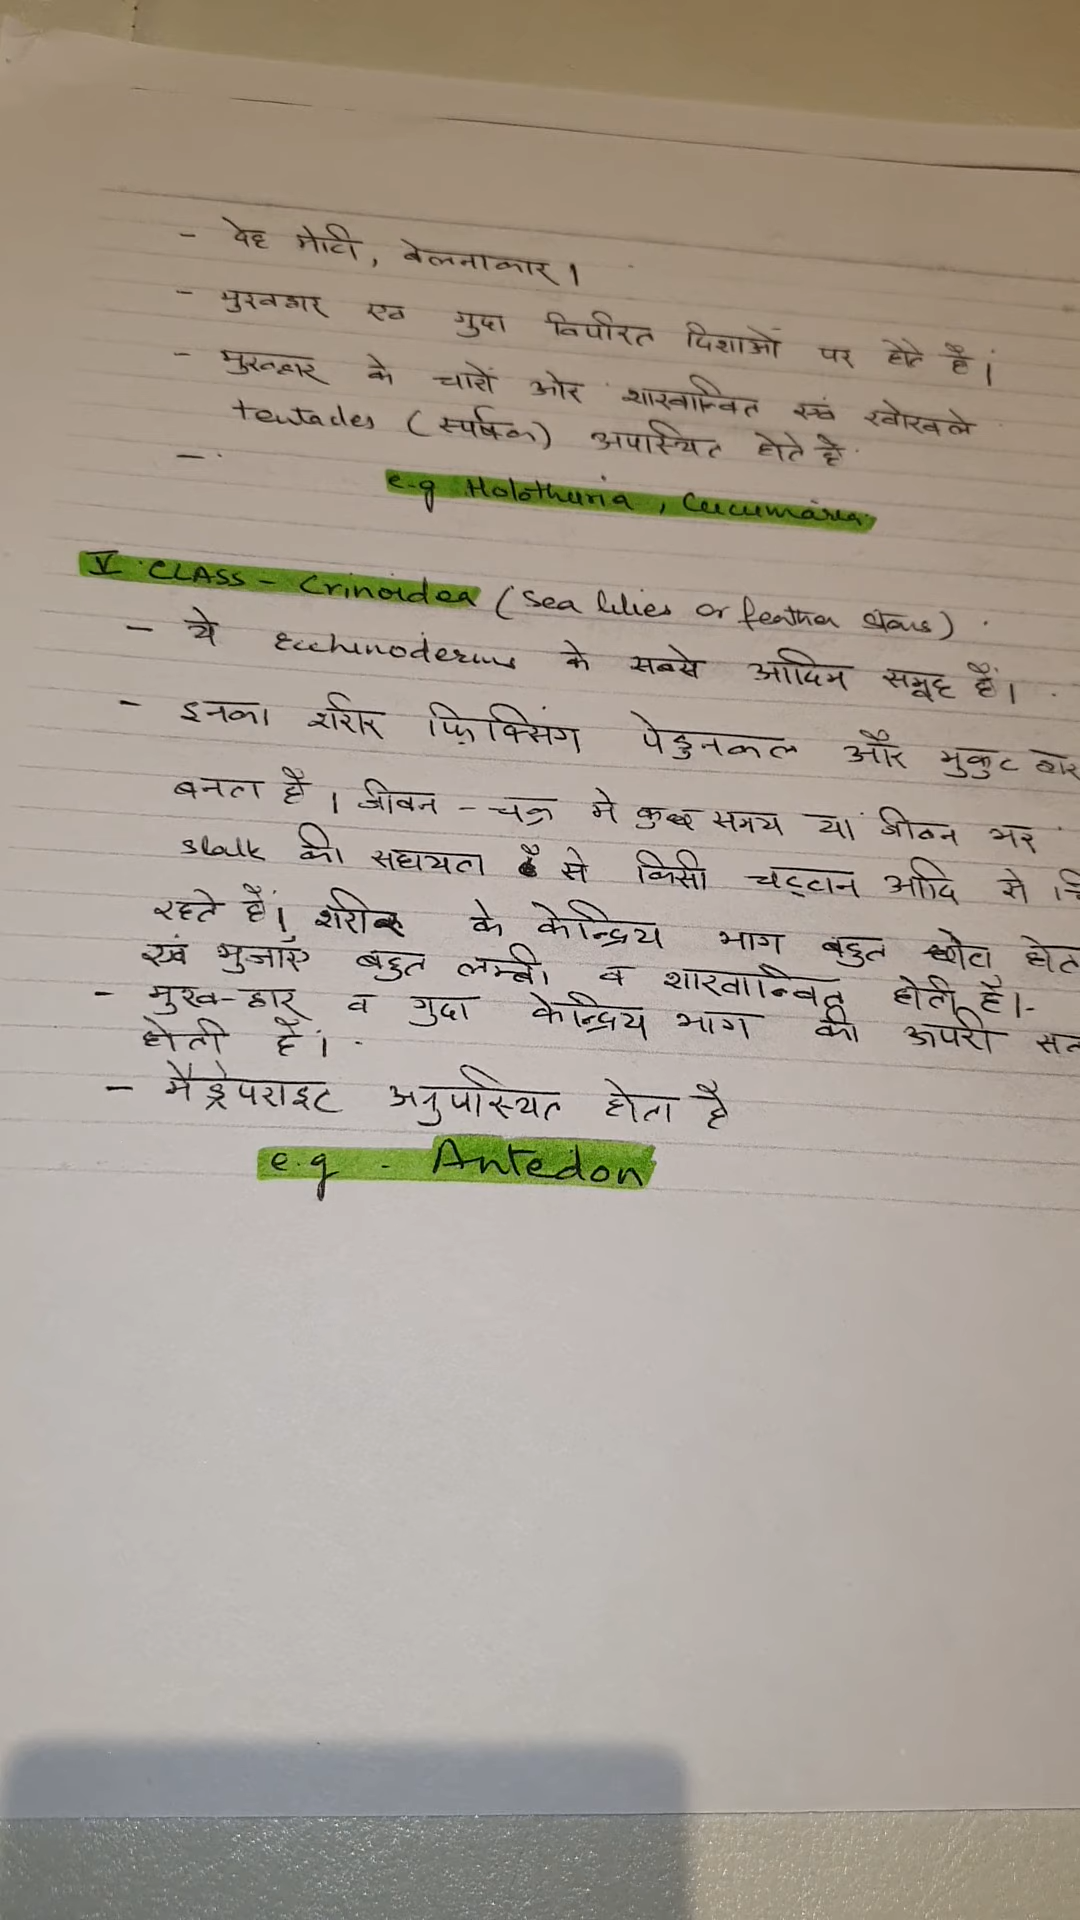 - देह मोटी, बेलनाकार।
- मुखद्वार एव गुदा विपरित दिशाओं पर होते है।
- मुखद्वार के चारों ओर शाखान्वित एवं खोखले
tentacles (स्पर्षक) उपस्थित होते है.
-
e.g Holothuria, Cucumaria.
V CLASS - Crinoidea (Sea lilies or feather stars)
- ये Echinoderms के सबसे आदिम समूह हैं।
- इनका शरीर फ़िक्सिंग पेडुनकल और मुकुट द्वार
बनता है। जीवन-चक्र मे कुछ समय या जीवन भर
stalk की सहायता से किसी चट्टान आदि से
रहते हैं। शरीर के केन्द्रिय भाग बहुत छोटा होत
एवं भुजाएँ बहुत लम्बी व शाखान्वित होती है।
- मुख-द्वार व गुदा केन्द्रिय भाग की ऊपरी सत
होती हैं।
- मैड्रेपराइट अनुपस्थित होता है
e.g - Antedon